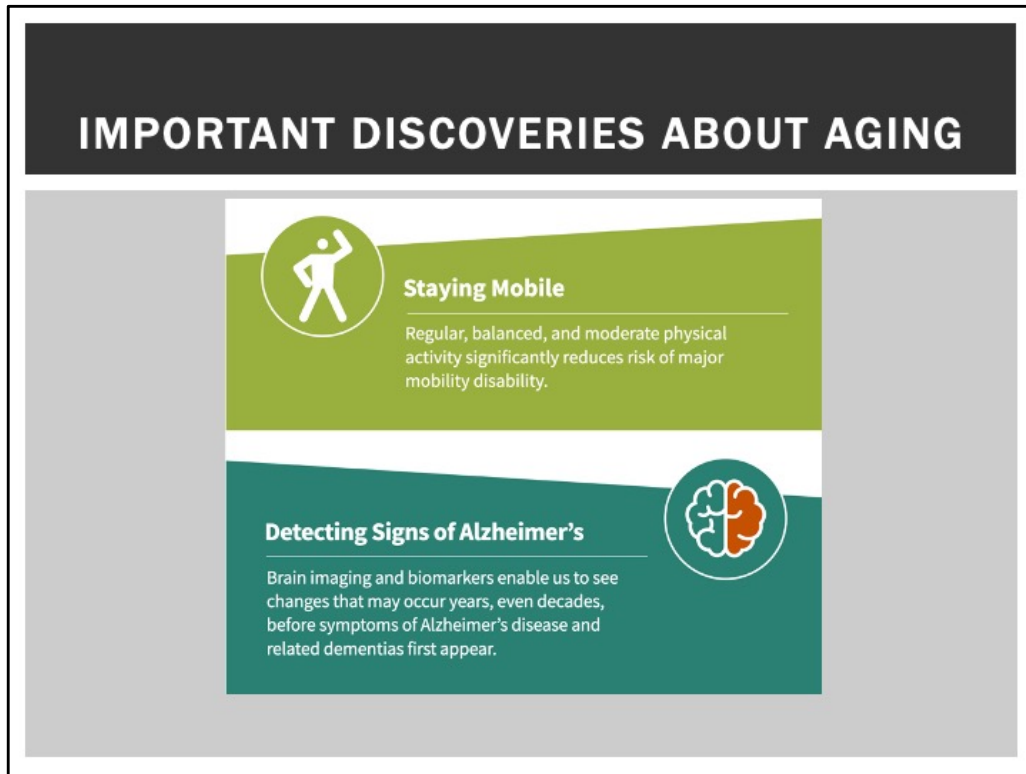 IMPORTANT DISCOVERIES ABOUT AGING
Staying Mobile
Regular, balanced, and moderate physical
activity significantly reduces risk of major
mobility disability.
Detecting Signs of Alzheimer’s
Brain imaging and biomarkers enable us to see
changes that may occur years, even decades,
before symptoms of Alzheimer’s disease and
related dementias first appear.